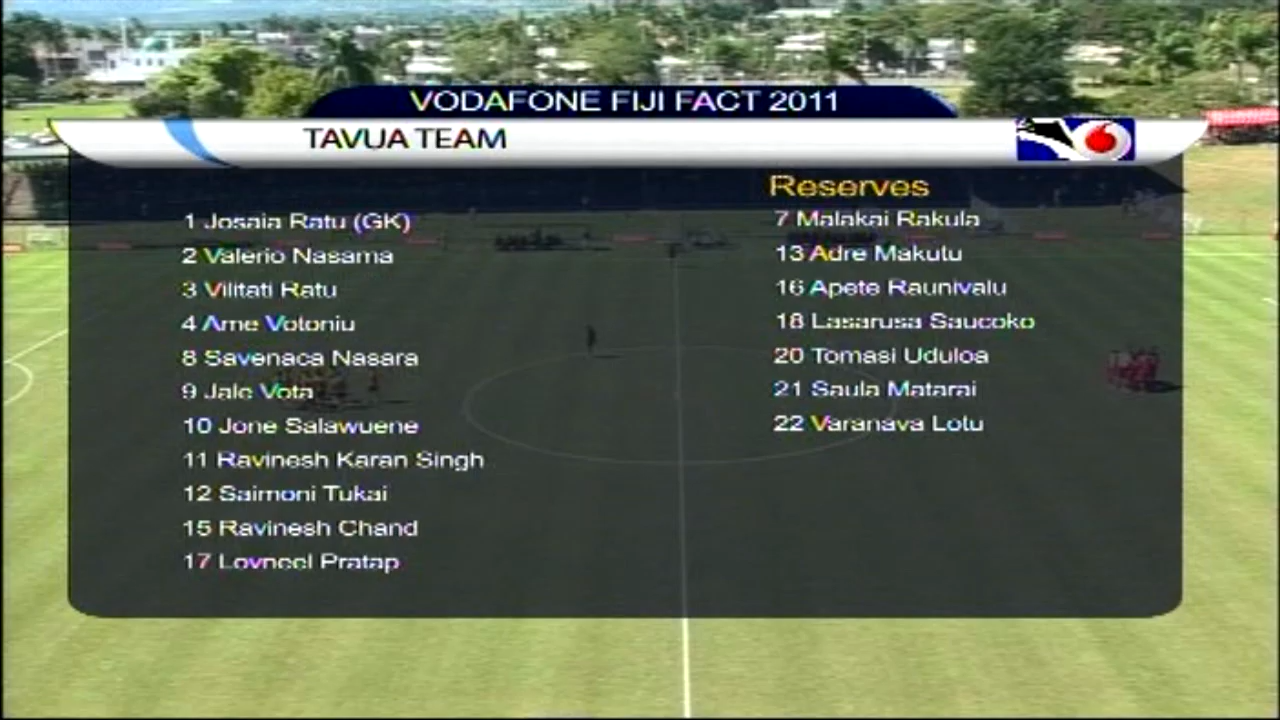 VODAFONE FIJI FACT 2011
TAVUA TEAM
1 Josaia Ratu (GK)
2 Valerio Nasama
3 Vilitati Ratu
4 Ame Votoniu
8 Savenaca Nasara
9 Jale Vota
10 Jone Salawuene
11 Ravinesh Karan Singh
12 Saimoni Tukai
15 Ravinesh Chand
17 Lovneel Pratap
Reserves
7 Malakai Rakula
13 Adre Makutu
16 Apete Raunivalu
18 Lasarusa Saucoko
20 Tomasi Uduloa
21 Saula Matarai
22 Varanava Lotu